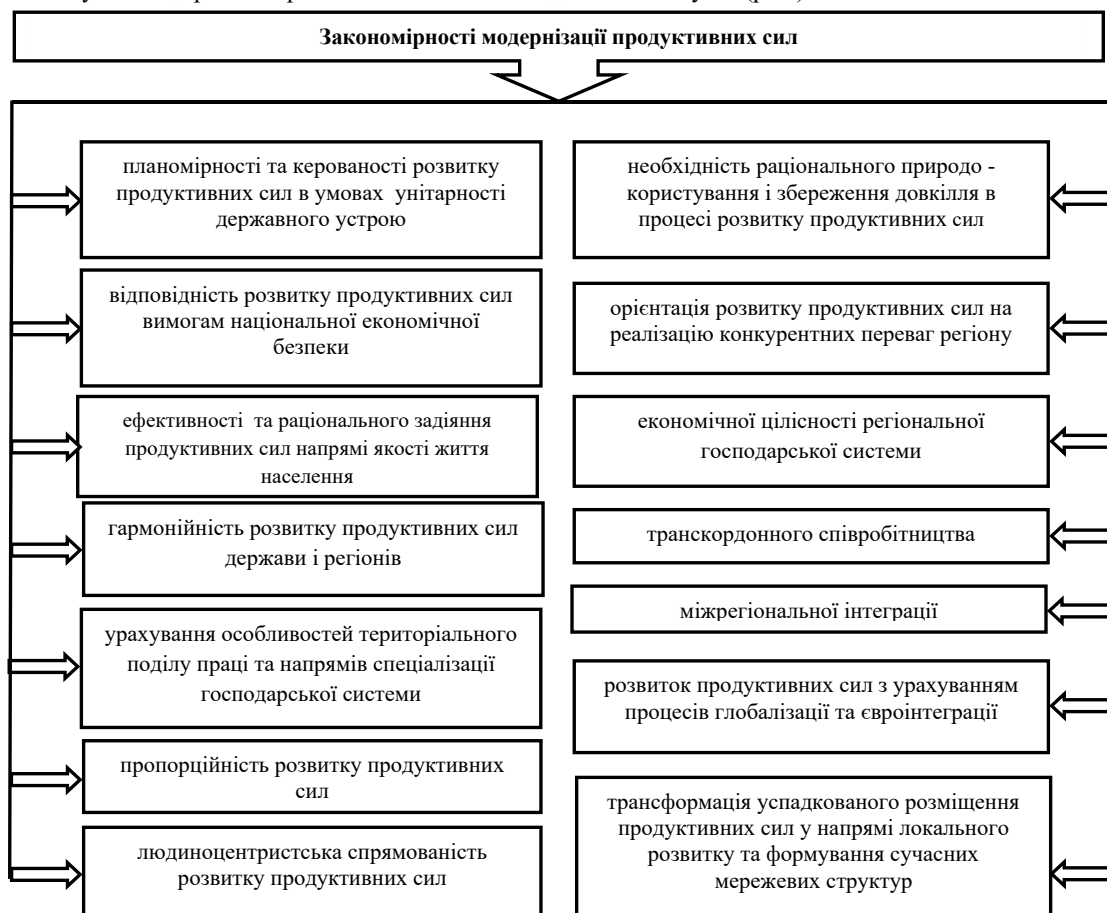 Закономірності модернізації продуктивних сил
планомірності та керованості розвитку
продуктивних сил в умовах унітарності
державного устрою
відповідність розвитку продуктивних сил
вимогам національної економічної
безпеки
ефективності та раціонального задіяння
продуктивних сил напрямі якості життя
населення
гармонійність розвитку продуктивних сил
держави і регіонів
урахування особливостей територіального
поділу праці та напрямів спеціалізації
господарської системи
пропорційність розвитку продуктивних
сил
людиноцентристська спрямованість
розвитку продуктивних сил
необхідність раціонального природо -
користування і збереження довкілля в
процесі розвитку продуктивних сил
орієнтація розвитку продуктивних сил на
реалізацію конкурентних переваг регіону
економічної цілісності регіональної
господарської системи
транскордонного співробітництва
міжрегіональної інтеграції
розвиток продуктивних сил з урахуванням
процесів глобалізації та євроінтеграції
трансформація успадкованого розміщення
продуктивних сил у напрямі локального
розвитку та формування сучасних
мережевих структур